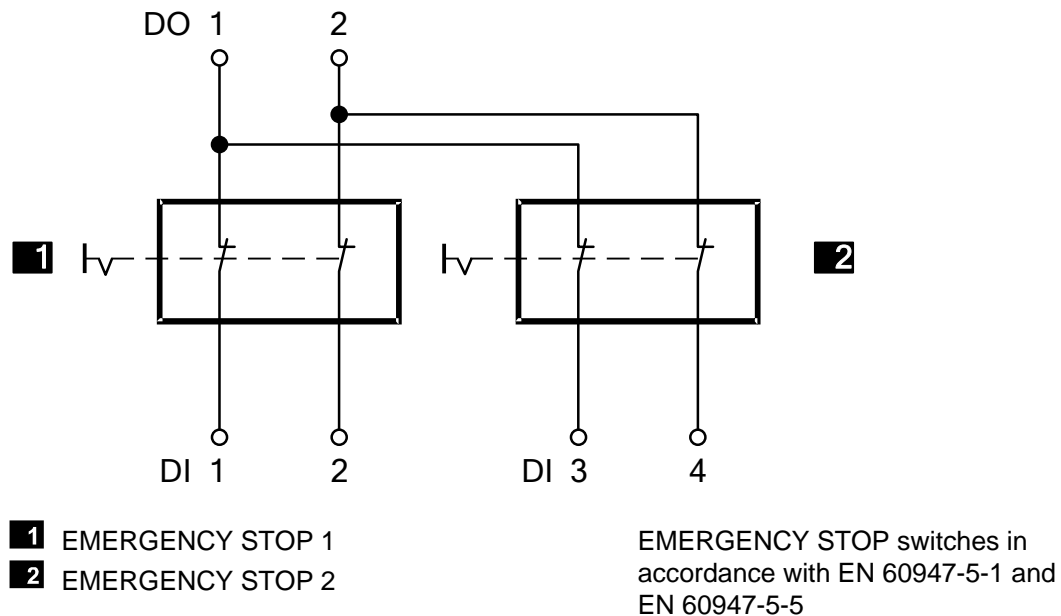 DO 1 2
1 2
DI 1 2 DI 3 4
1 EMERGENCY STOP 1
2 EMERGENCY STOP 2
EMERGENCY STOP switches in
accordance with EN 60947-5-1 and
EN 60947-5-5